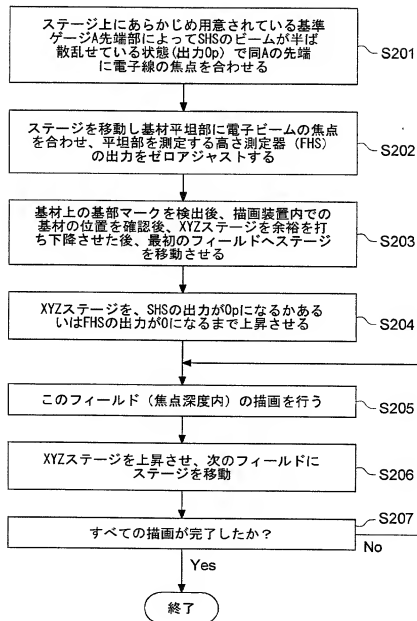 ステージ上にあらかじめ用意されている基準
ゲージA先端部によってSHSのビームが半ば
散乱せている状態(出力Op)で同Aの先端
に電子線の焦点を合わせる
S201
ステージを移動し基材平坦部に電子ビームの焦点
を合わせ、平坦部を測定する高さ測定器(FHS)
の出力をゼロアジャストする
S202
基材上の基部マークを検出後、描画装置内での
基材の位置を確認後、XYZステージを余裕を打
ち下降させた後、最初のフィールドへステージ
を移動させる
S203
XYZステージを、SHSの出力がOpになるかある
いはFHSの出力が0になるまで上昇させる
S204
このフィールド(焦点深度内)の描画を行う
S205
XYZステージを上昇させ、次のフィールドに
ステージを移動
S206
すべての描画が完了したか?
S207
No
Yes
終了